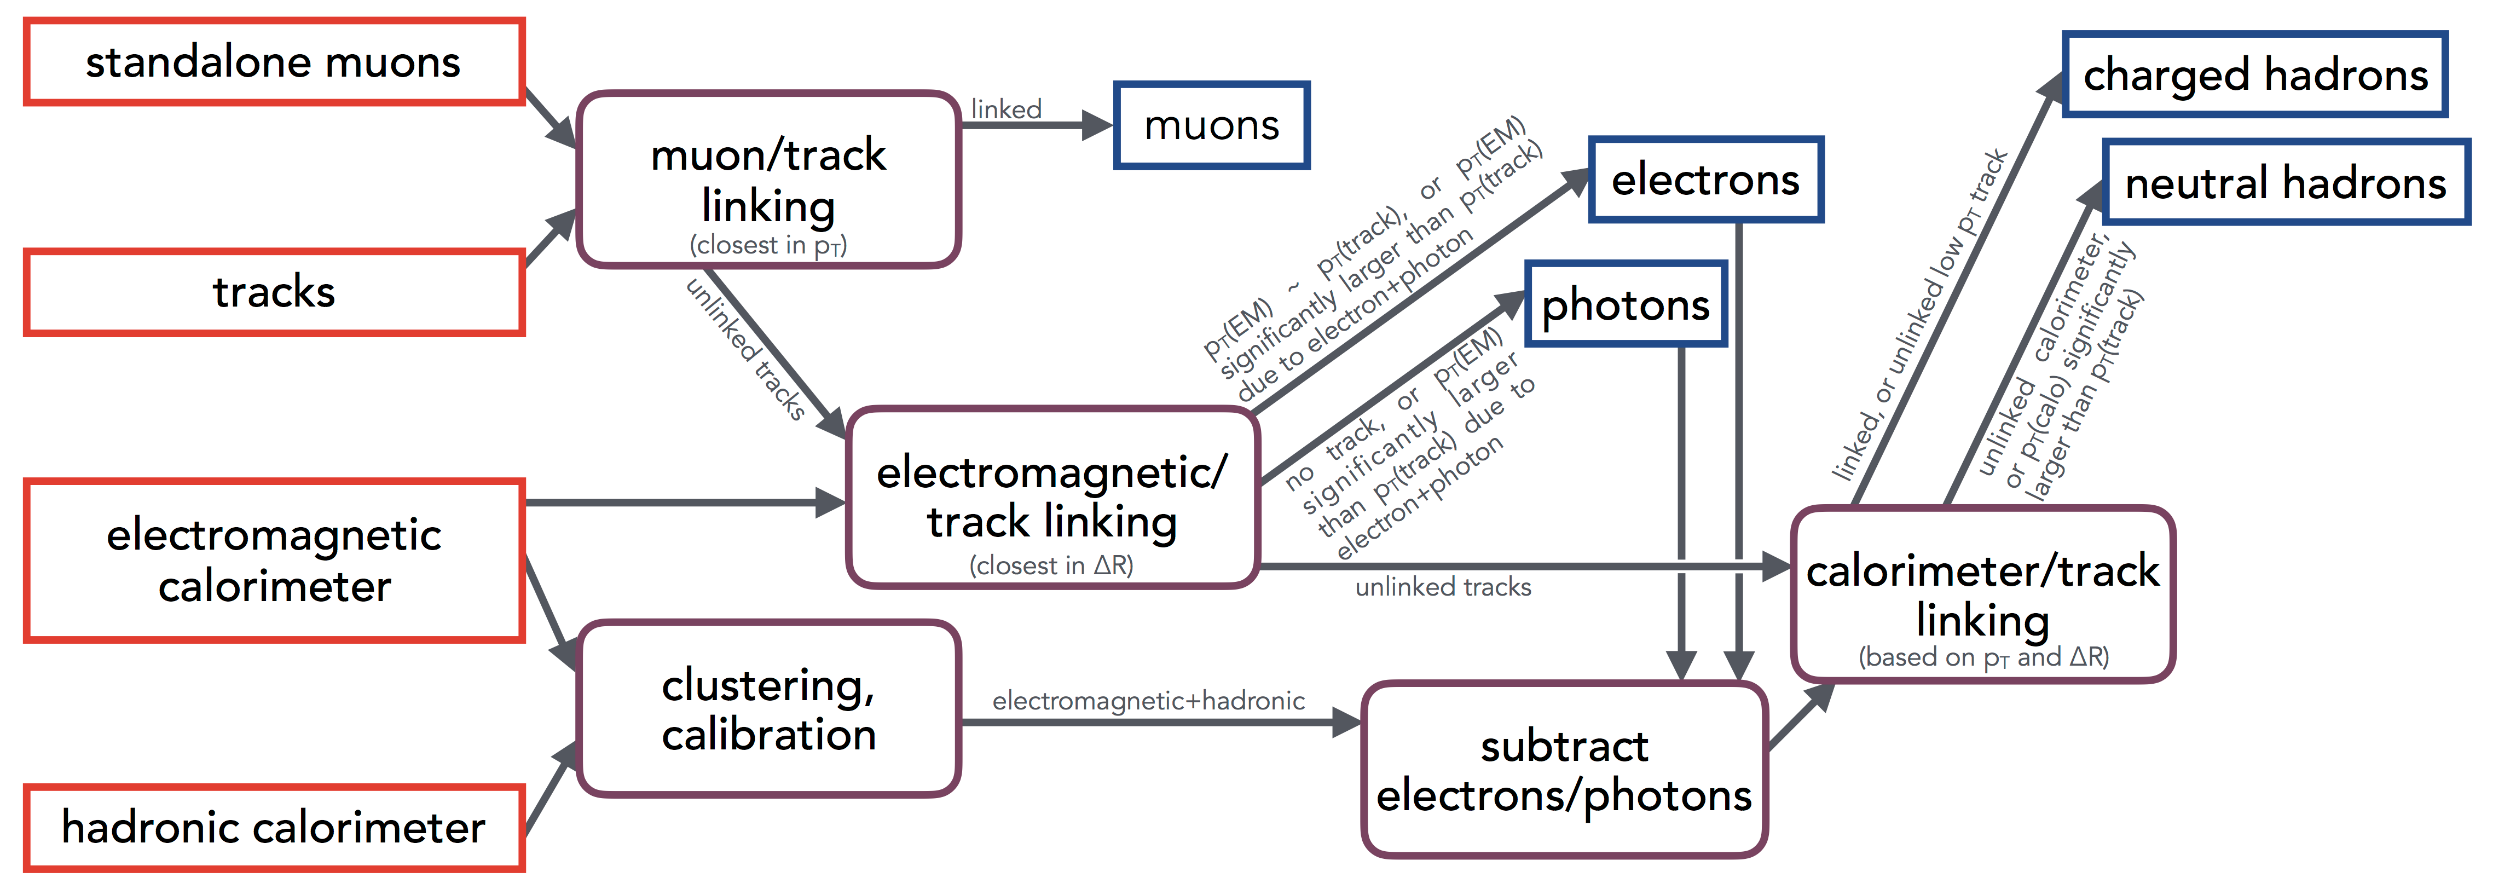 standalone muons
tracks
electromagnetic
calorimeter
hadronic calorimeter
muon/track
linking
(closest in pT)
linked
muons
unlinked tracks
electromagnetic/
track linking
(closest in ΔR)
clustering,
calibration
electromagnetic+hadronic
pT(EM) ~ pT(track), or pT(EM)
significantly larger than pT(track)
due to electron+photon
electrons
no track, or pT(EM)
significantly larger
than pT(track) due to
electron+photon
photons
unlinked tracks
subtract
electrons/photons
calorimeter/track
linking
(based on pT and ΔR)
linked, or unlinked low pT track
charged hadrons
unlinked calorimeter,
or pT(calo) significantly
larger than pT(track)
neutral hadrons